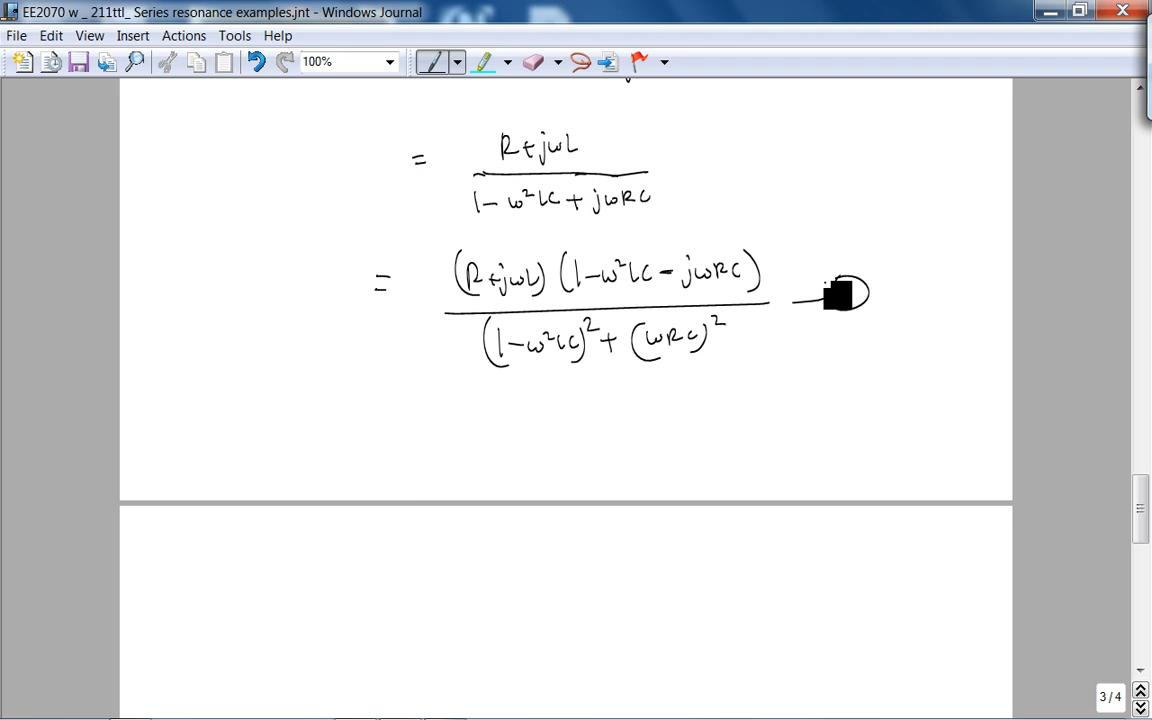 EE2070 w _ 211ttl_ Series resonance examples.jnt - Windows Journal
File Edit View Insert Actions Tools Help
100%
= R+jωL
1-ω²LC+jωRC
= (R+jωL) (1-ω²LC-jωRC)
(1-ω²LC)²+(ωRC)²
3 / 4